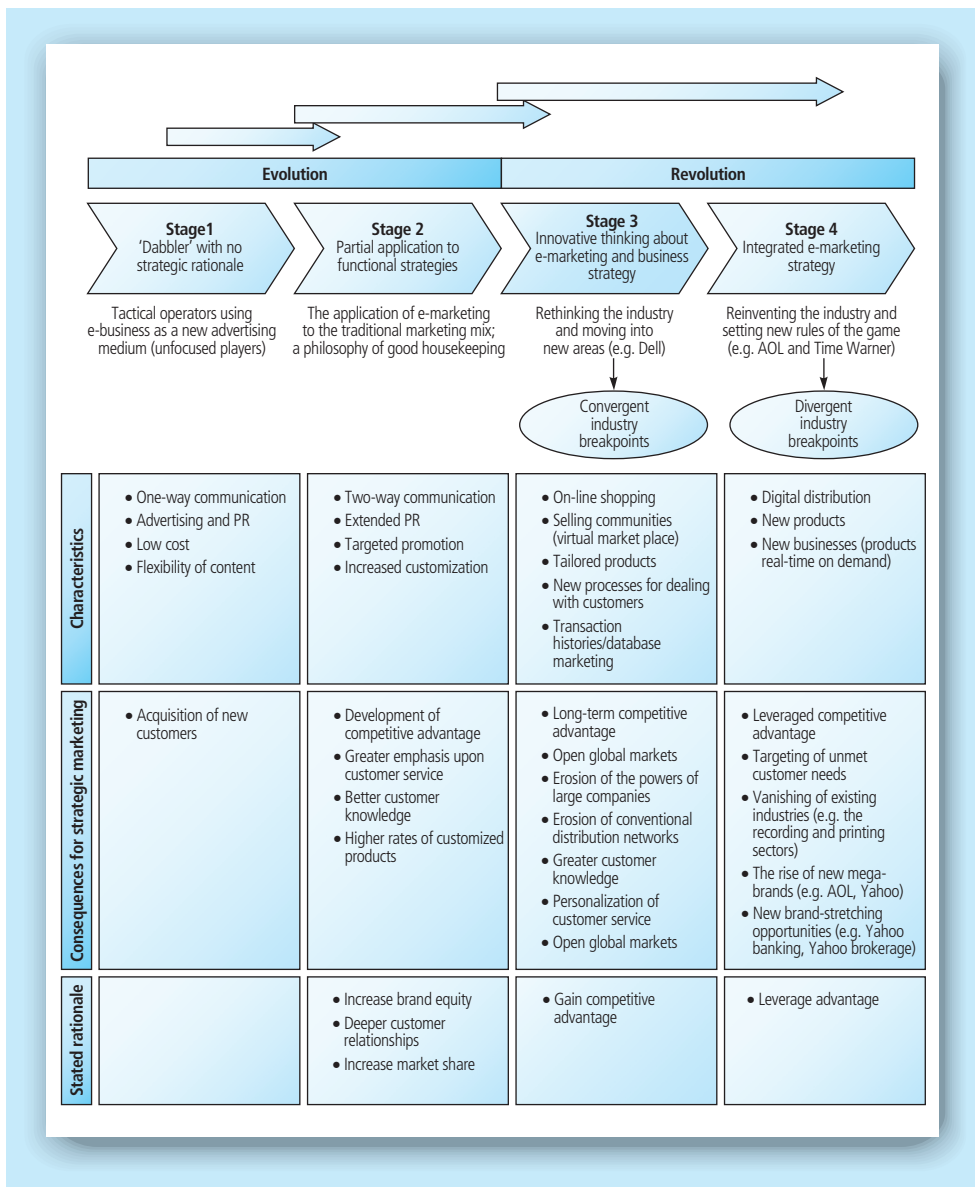 Evolution
Revolution
Stage1
'Dabbler' with no
strategic rationale
Stage 2
Partial application to
functional strategies
Stage 3
Innovative thinking about
e-marketing and business
strategy
Stage 4
Integrated e-marketing
strategy
Tactical operators using
e-business as a new advertising
medium (unfocused players)
The application of e-marketing
to the traditional marketing mix;
a philosophy of good housekeeping
Rethinking the industry
and moving into
new areas (e.g. Dell)
Reinventing the industry and
setting new rules of the game
(e.g. AOL and Time Warner)
Convergent
industry
breakpoints
Divergent
industry
breakpoints
Characteristics
• One-way communication
• Advertising and PR
• Low cost
• Flexibility of content
• Two-way communication
• Extended PR
• Targeted promotion
• Increased customization
• On-line shopping
• Selling communities
(virtual market place)
• Tailored products
• New processes for dealing
with customers
• Transaction
histories/database
marketing
• Digital distribution
• New products
• New businesses (products
real-time on demand)
Consequences for strategic marketing
• Acquisition of new
customers
• Development of
competitive advantage
• Greater emphasis upon
customer service
• Better customer
knowledge
• Higher rates of customized
products
• Long-term competitive
advantage
• Open global markets
• Erosion of the powers of
large companies
• Erosion of conventional
distribution networks
• Greater customer
knowledge
• Personalization of
customer service
• Open global markets
• Leveraged competitive
advantage
• Targeting of unmet
customer needs
• Vanishing of existing
industries (e.g. the
recording and printing
sectors)
• The rise of new mega-
brands (e.g. AOL, Yahoo)
• New brand-stretching
opportunities (e.g. Yahoo
banking, Yahoo brokerage)
Stated rationale
• Increase brand equity
• Deeper customer
relationships
• Increase market share
• Gain competitive
advantage
• Leverage advantage